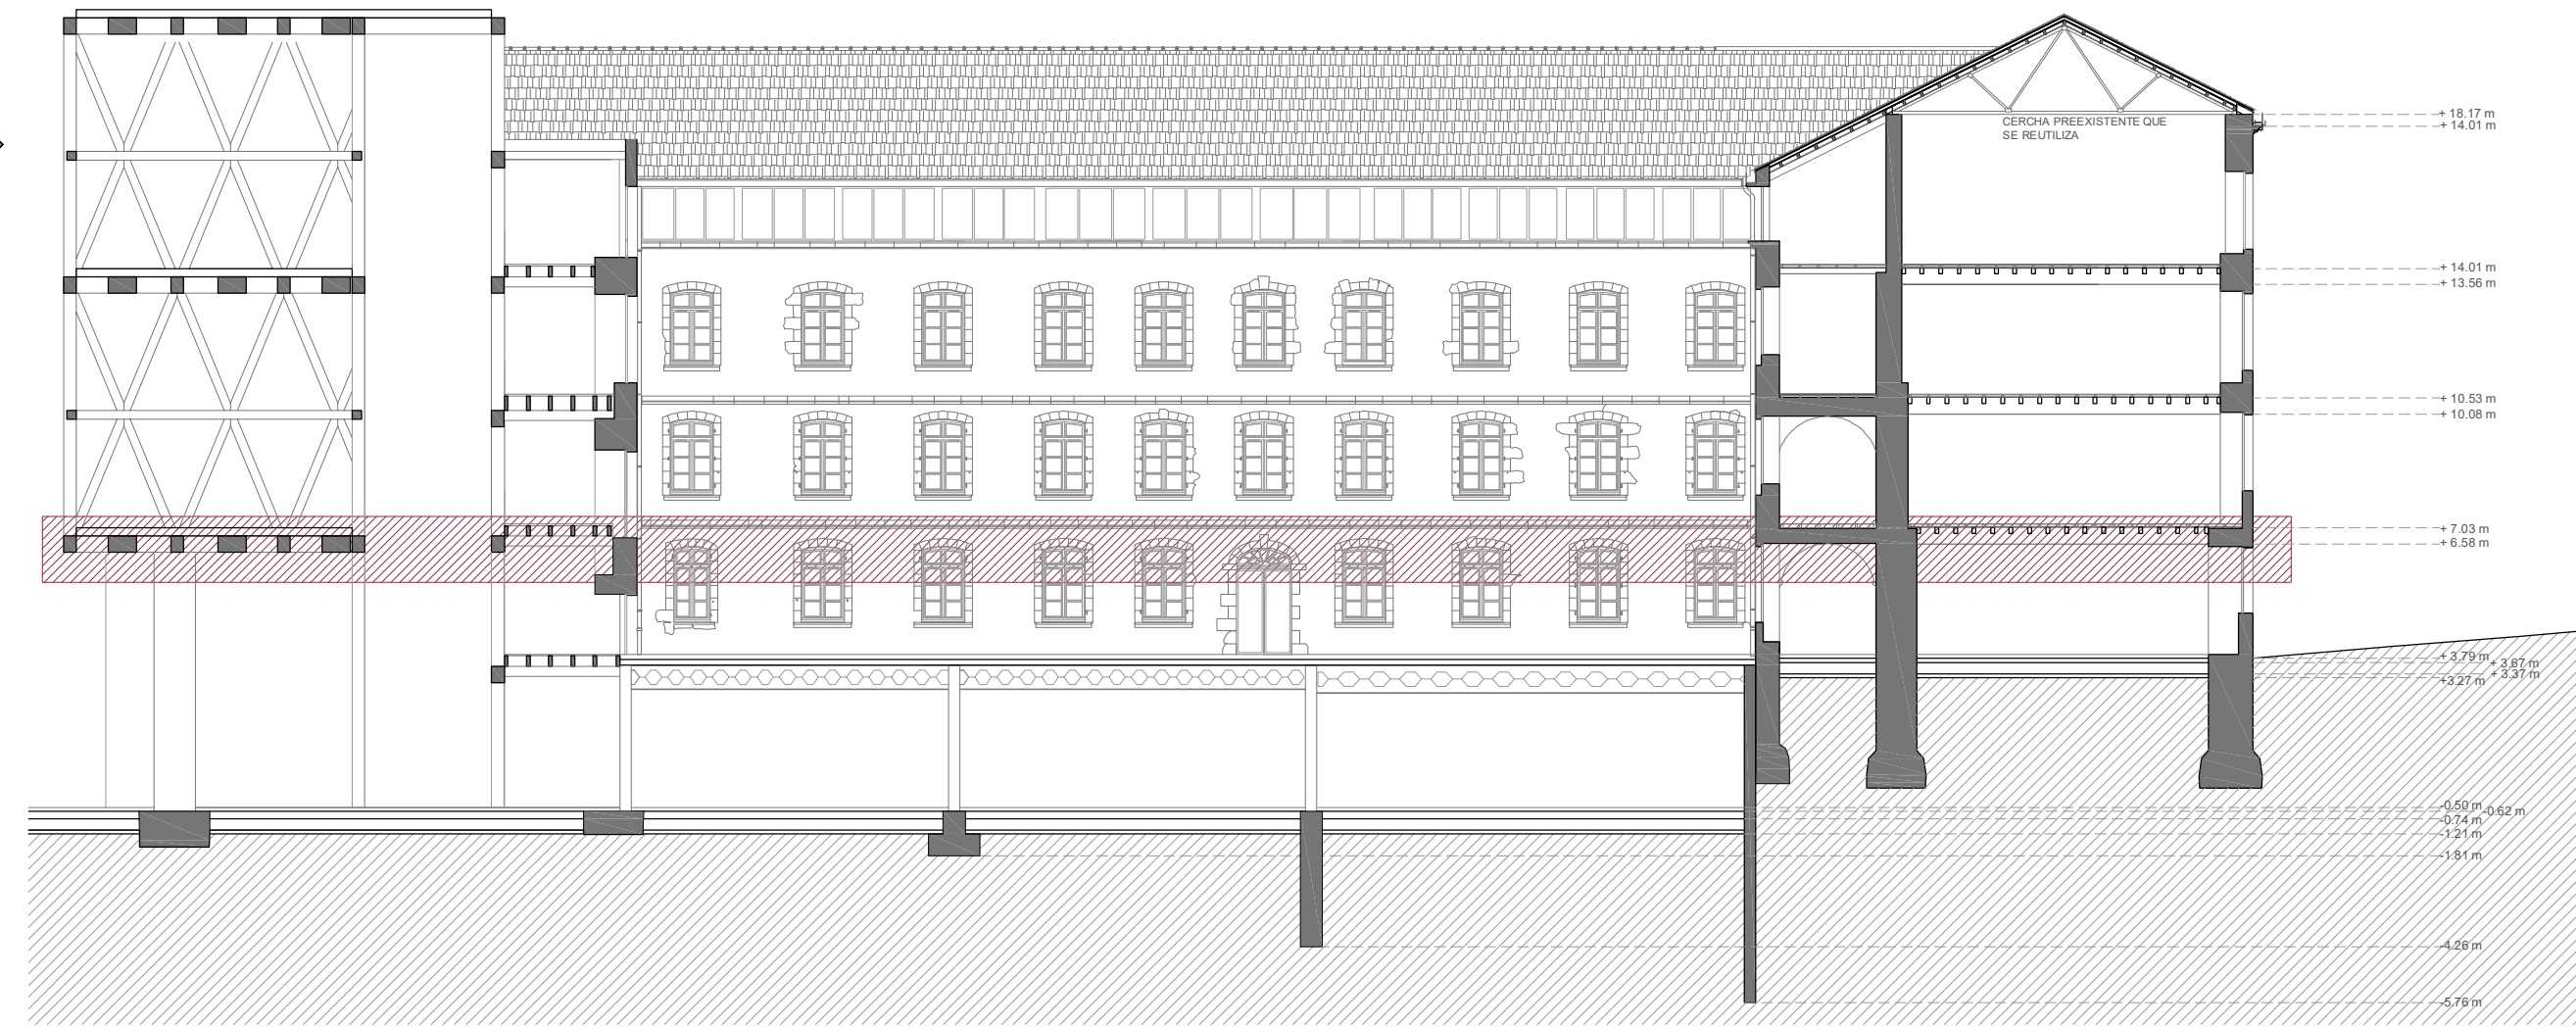 + 18.17 m
CERCHA PREEXISTENTE QUE
SE REUTILIZA
+ 14.01 m
+ 14.01 m
+ 13.56 m
+ 10.53 m
+ 10.08 m
+ 7.03 m
+ 6.58 m
+ 3.79 m
+ 3.67 m
+ 3.37 m
+3.27 m
-0.50 m
-0.62 m
-0.74 m
-1.21 m
-1.81 m
-4.26 m
-5.76 m